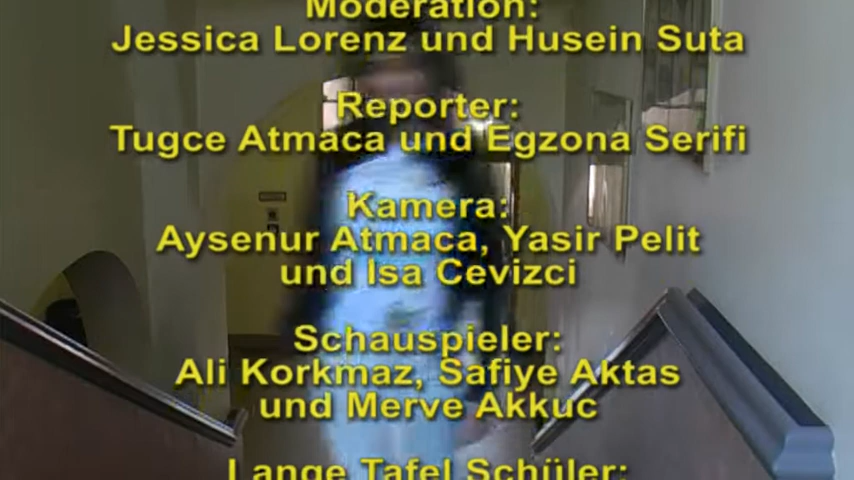 Moderation:
Jessica Lorenz und Husein Suta
Reporter:
Tugce Atmaca und Egzona Serifi
Kamera:
Aysenur Atmaca, Yasir Pelit
und Isa Cevizci
Schauspieler:
Ali Korkmaz, Safiye Aktas
und Merve Akkuc
Lange Tafel Schüler: